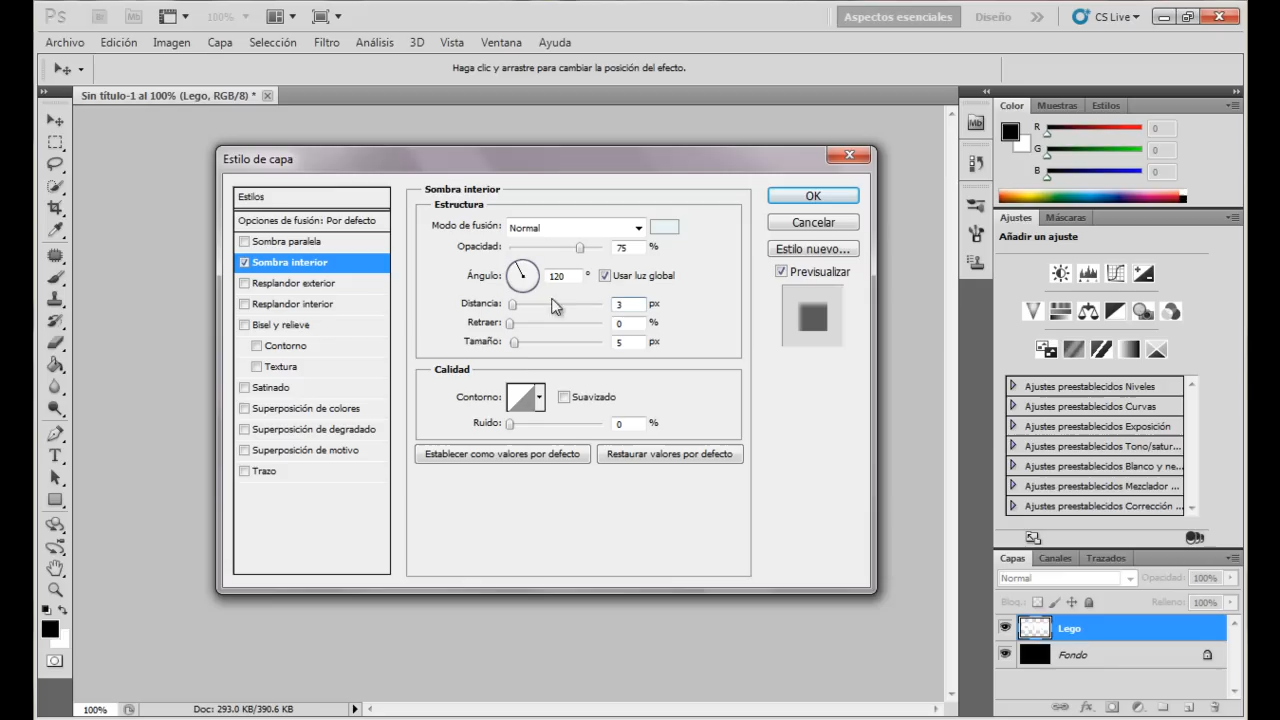 Ps Br Mb 100% Aspectos esenciales Diseño CS Live
Archivo Edición Imagen Capa Selección Filtro Análisis 3D Vista Ventana Ayuda
Haga clic y arrastre para cambiar la posición del efecto.
Sin título-1 al 100% (Lego, RGB/8) *
Estilo de capa
Estilos
Opciones de fusión: Por defecto
Sombra paralela
Sombra interior
Resplandor exterior
Resplandor interior
Bisel y relieve
Contorno
Textura
Satinado
Superposición de colores
Superposición de degradado
Superposición de motivo
Trazo
Sombra interior
Estructura
Modo de fusión: Normal
Opacidad: 75 %
Ángulo: 120 ° Usar luz global
Distancia: 3 px
Retraer: 0 %
Tamaño: 5 px
Calidad
Contorno: Suavizado
Ruido: 0 %
Establecer como valores por defecto Restaurar valores por defecto
OK
Cancelar
Estilo nuevo...
Previsualizar
Mb
Color Muestras Estilos
R 0
G 0
B 0
Ajustes Máscaras
Añadir un ajuste
Ajustes preestablecidos Niveles
Ajustes preestablecidos Curvas
Ajustes preestablecidos Exposición
Ajustes preestablecidos Tono/satur...
Ajustes preestablecidos Blanco y ne...
Ajustes preestablecidos Mezclador ...
Ajustes preestablecidos Corrección ...
Capas Canales Trazados
Normal Opacidad: 100%
Bloq.: Relleno: 100%
Lego
Fondo
fx
100% Doc: 293.0 KB/390.6 KB